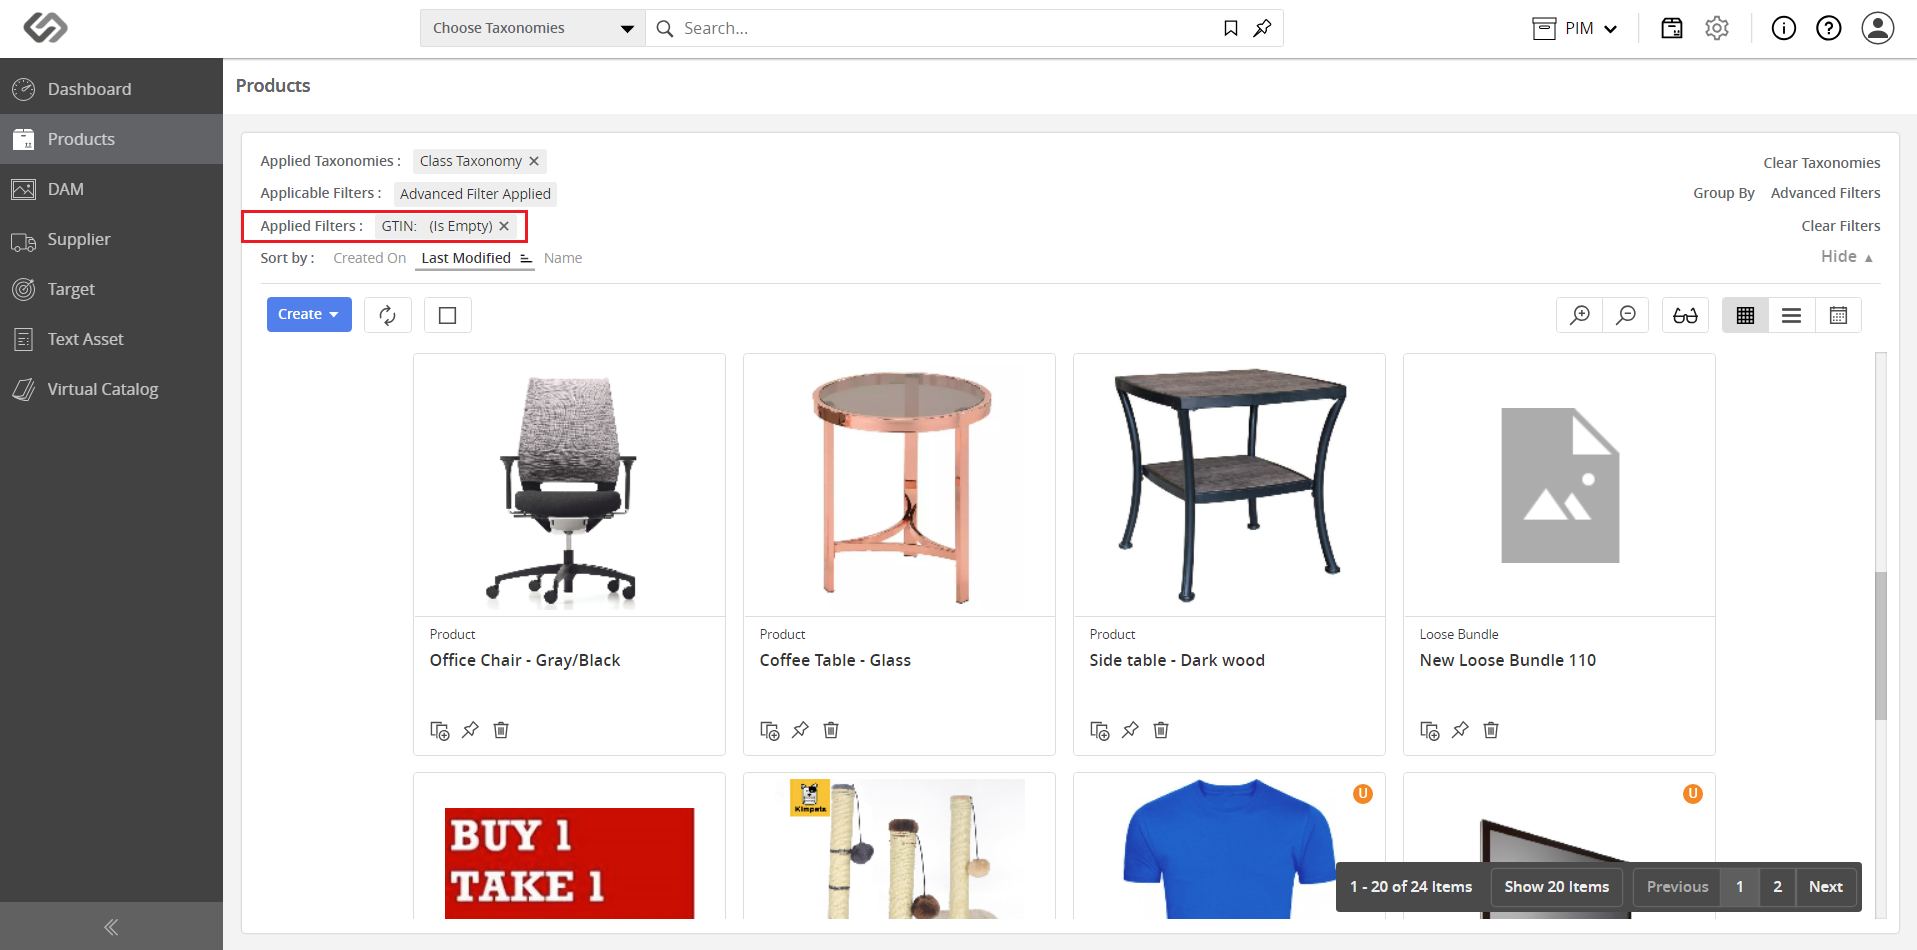 Choose Taxonomies
Search...
PIM
Dashboard
Products
DAM
Supplier
Target
Text Asset
Virtual Catalog
Products
Applied Taxonomies : Class Taxonomy ✕
Clear Taxonomies
Applicable Filters : Advanced Filter Applied
Group By Advanced Filters
Applied Filters : GTIN: (Is Empty) ✕
Clear Filters
Sort by : Created On Last Modified Name
Hide ▲
Create
Product
Office Chair - Gray/Black
Product
Coffee Table - Glass
Product
Side table - Dark wood
Loose Bundle
New Loose Bundle 110
BUY 1
TAKE 1
Kimpets
U
U
1 - 20 of 24 Items Show 20 Items Previous 1 2 Next